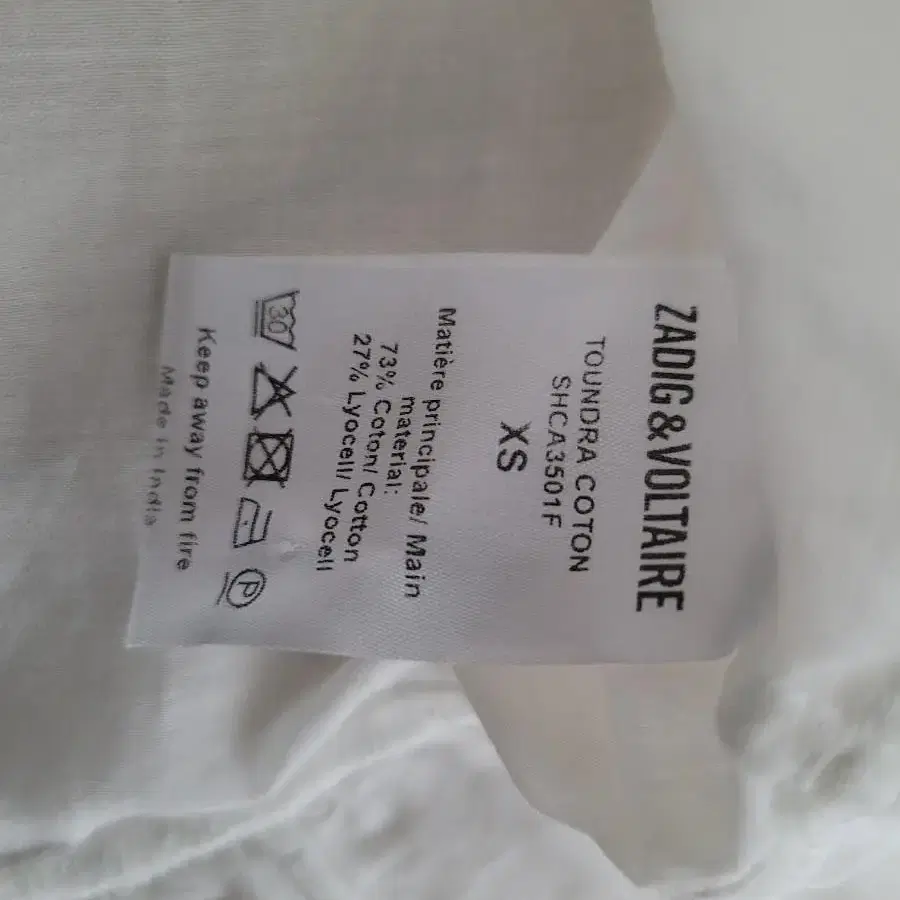 ZADIG & VOLTAIRE
TOUNDRA COTON
SHCA3501F
XS
Matière principale/ Main
material:
73% Coton/ Cotton
27% Lyocell/ Lyocell
30
P
Keep away from fire
Made in India